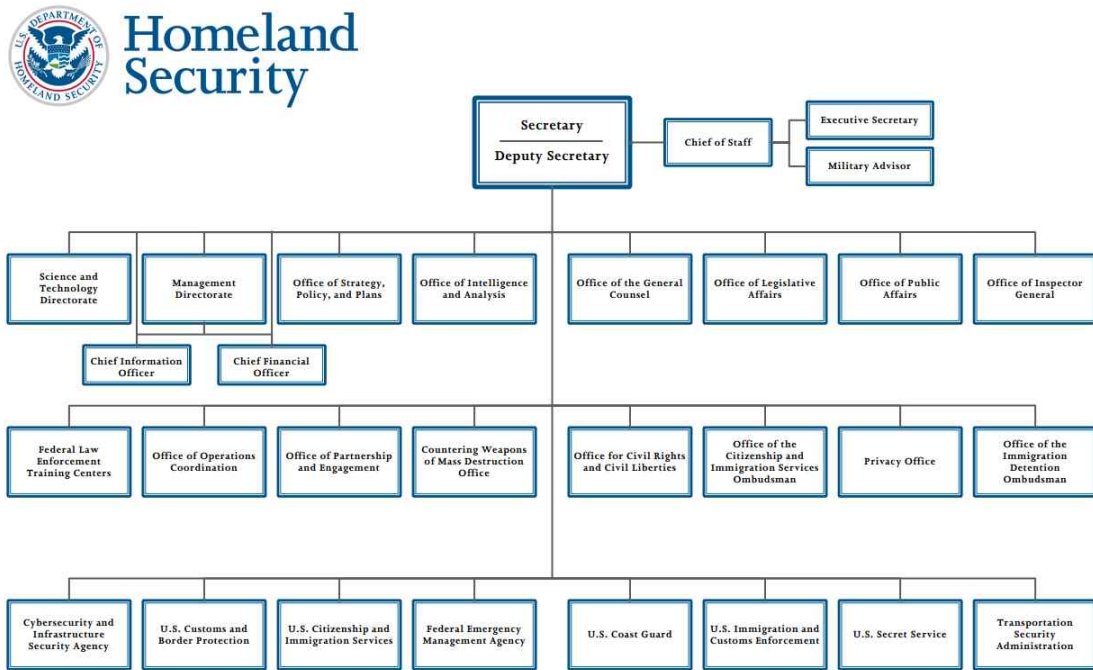 U.S. DEPARTMENT OF
HOMELAND SECURITY
Homeland
Security
Secretary
Deputy Secretary
Chief of Staff
Executive Secretary
Military Advisor
Science and
Technology
Directorate
Management
Directorate
Office of Strategy,
Policy, and Plans
Office of Intelligence
and Analysis
Office of the General
Counsel
Office of Legislative
Affairs
Office of Public
Affairs
Office of Inspector
General
Chief Information
Officer
Chief Financial
Officer
Federal Law
Enforcement
Training Centers
Office of Operations
Coordination
Office of Partnership
and Engagement
Countering Weapons
of Mass Destruction
Office
Office for Civil Rights
and Civil Liberties
Office of the
Citizenship and
Immigration Services
Ombudsman
Privacy Office
Office of the
Immigration
Detention
Ombudsman
Cybersecurity and
Infrastructure
Security Agency
U.S. Customs and
Border Protection
U.S. Citizenship and
Immigration Services
Federal Emergency
Management Agency
U.S. Coast Guard
U.S. Immigration and
Customs Enforcement
U.S. Secret Service
Transportation
Security
Administration